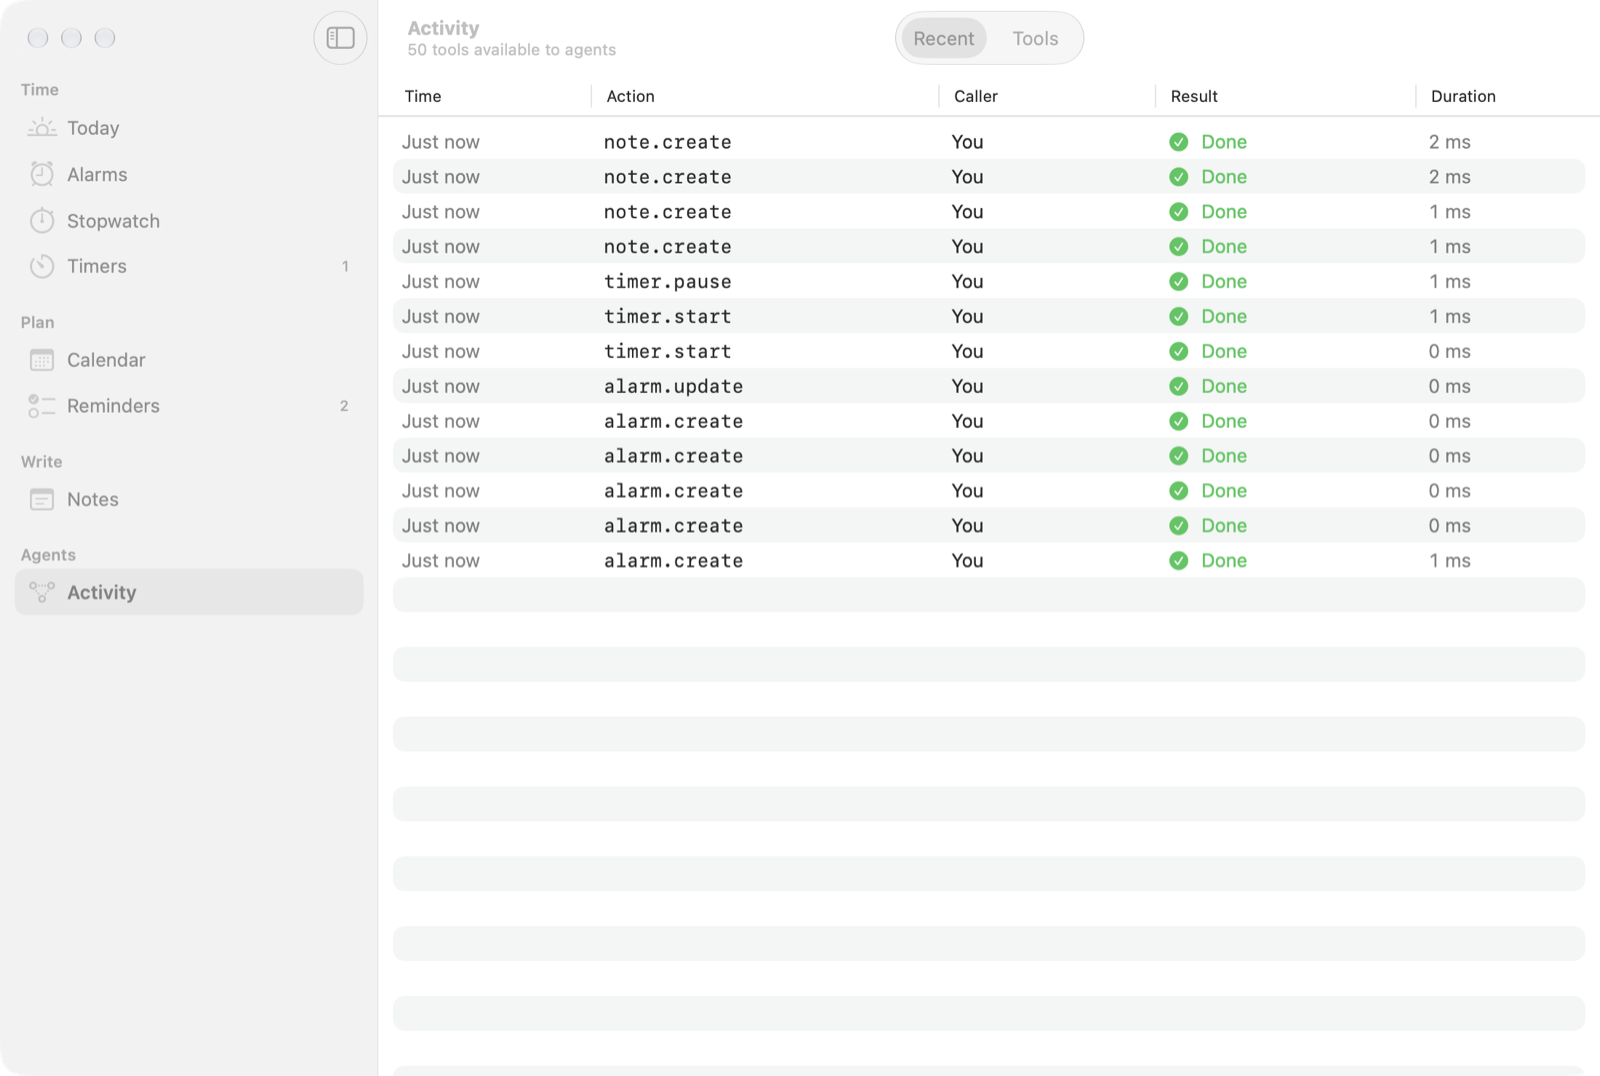 Time
Today
Alarms
Stopwatch
Timers 1
Plan
Calendar
Reminders 2
Write
Notes
Agents
Activity
Activity
50 tools available to agents
Recent Tools
Time Action Caller Result Duration
Just now note.create You Done 2 ms
Just now note.create You Done 2 ms
Just now note.create You Done 1 ms
Just now note.create You Done 1 ms
Just now timer.pause You Done 1 ms
Just now timer.start You Done 1 ms
Just now timer.start You Done 0 ms
Just now alarm.update You Done 0 ms
Just now alarm.create You Done 0 ms
Just now alarm.create You Done 0 ms
Just now alarm.create You Done 0 ms
Just now alarm.create You Done 0 ms
Just now alarm.create You Done 1 ms